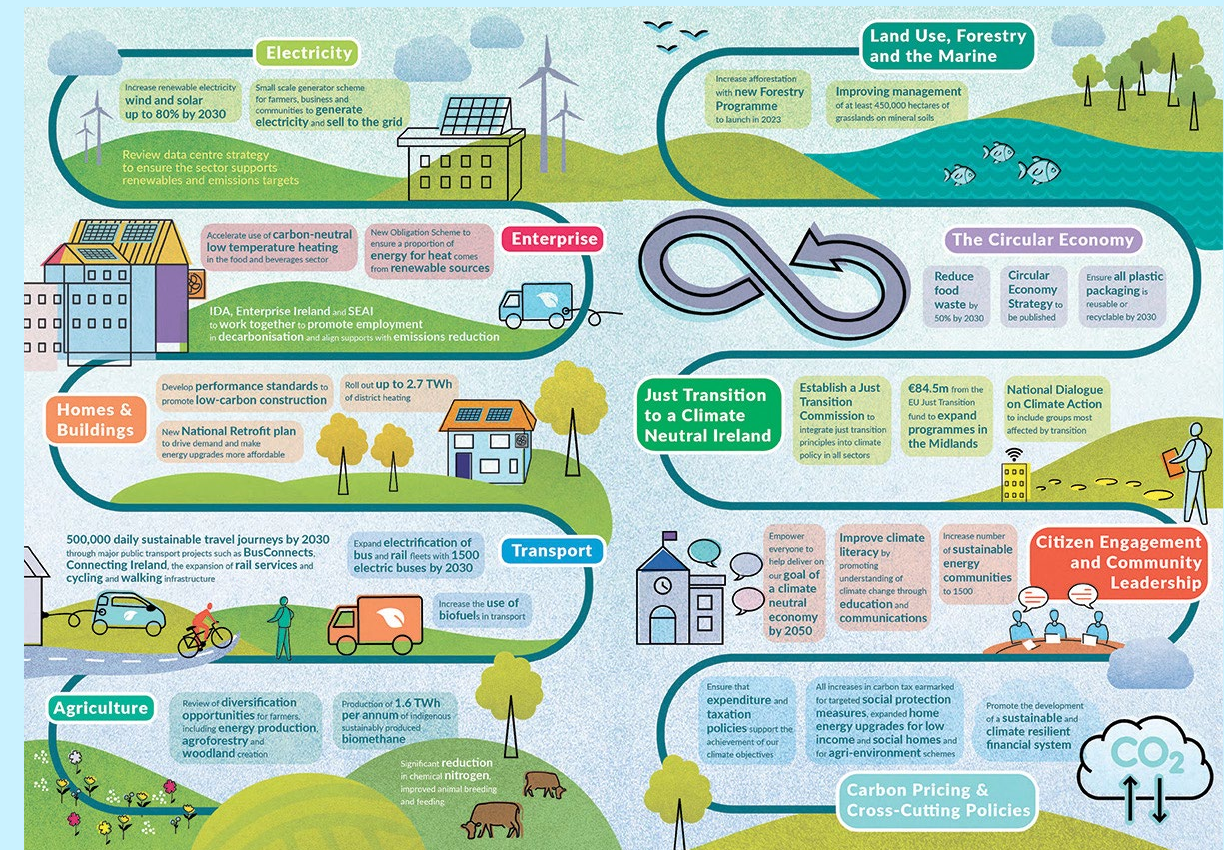 Electricity
Increase renewable electricity
wind and solar
up to 80% by 2030
Small scale generator scheme
for farmers, business and
communities to generate
electricity and sell to the grid
Review data centre strategy
to ensure the sector supports
renewables and emissions targets
Enterprise
Accelerate use of carbon-neutral
low temperature heating
in the food and beverages sector
New Obligation Scheme to
ensure a proportion of
energy for heat comes
from renewable sources
IDA, Enterprise Ireland and SEAI
to work together to promote employment
in decarbonisation and align supports with emissions reduction
Homes &
Buildings
Develop performance standards to
promote low-carbon construction
Roll out up to 2.7 TWh
of district heating
New National Retrofit plan
to drive demand and make
energy upgrades more affordable
Transport
500,000 daily sustainable travel journeys by 2030
through major public transport projects such as BusConnects,
Connecting Ireland, the expansion of rail services and
cycling and walking infrastructure
Expand electrification of
bus and rail fleets with 1500
electric buses by 2030
Increase the use of
biofuels in transport
Agriculture
Review of diversification
opportunities for farmers,
including energy production,
agroforestry and
woodland creation
Production of 1.6 TWh
per annum of indigenous
sustainably produced
biomethane
Significant reduction
in chemical nitrogen,
improved animal breeding
and feeding
Land Use, Forestry
and the Marine
Increase afforestation
with new Forestry
Programme
to launch in 2023
Improving management
of at least 450,000 hectares of
grasslands on mineral soils
The Circular Economy
Reduce
food
waste by
50% by 2030
Circular
Economy
Strategy to
be published
Ensure all plastic
packaging is
reusable or
recyclable by 2030
Just Transition
to a Climate
Neutral Ireland
Establish a Just
Transition
Commission to
integrate just transition
principles into climate
policy in all sectors
€84.5m from the
EU Just Transition
fund to expand
programmes in
the Midlands
National Dialogue
on Climate Action
to include groups most
affected by transition
Citizen Engagement
and Community
Leadership
Empower
everyone to
help deliver on
our goal of
a climate
neutral
economy
by 2050
Improve climate
literacy by
promoting
understanding of
climate change through
education and
communications
Increase number
of sustainable
energy
communities
to 1500
Ensure that
expenditure and
taxation
policies support the
achievement of our
climate objectives
All increases in carbon tax earmarked
for targeted social protection
measures, expanded home
energy upgrades for low
income and social homes and
for agri-environment schemes
Promote the development
of a sustainable and
climate resilient
financial system
CO2
Carbon Pricing &
Cross-Cutting Policies